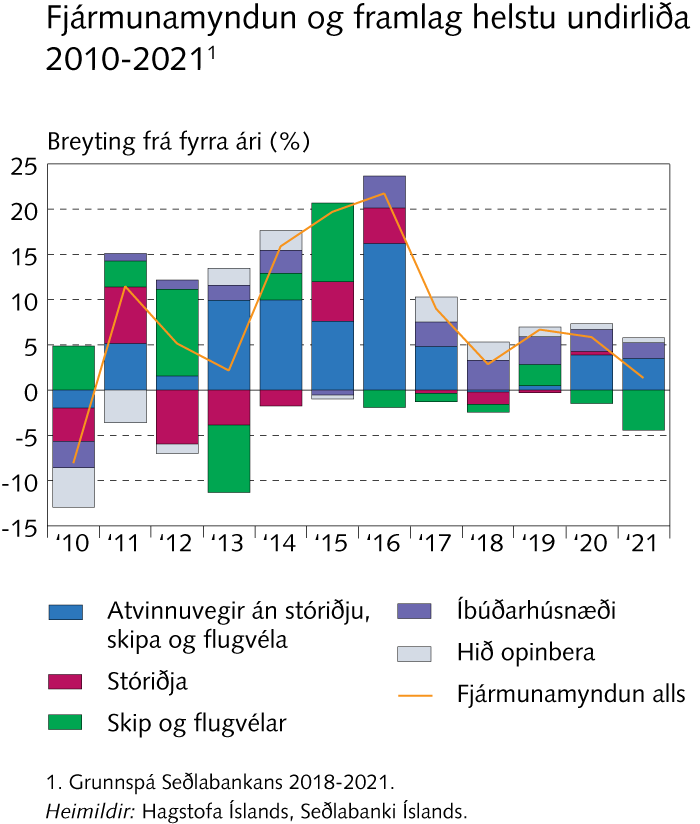 Fjármunamyndun og framlag helstu undirliða
2010-2021¹
Breyting frá fyrra ári (%)
25
20
15
10
5
0
-5
-10
-15
‘10 ‘11 ‘12 ‘13 ‘14 ‘15 ‘16 ‘17 ‘18 ‘19 ‘20 ‘21
Atvinnuvegir án stóriðju,
skipa og flugvéla
Stóriðja
Skip og flugvélar
Íbúðarhúsnæði
Hið opinbera
Fjármunamyndun alls
1. Grunnspá Seðlabankans 2018-2021.
Heimildir: Hagstofa Íslands, Seðlabanki Íslands.